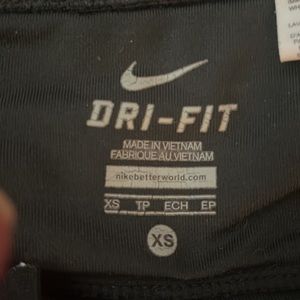 DRI-FIT
MADE IN VIETNAM
FABRIQUE AU VIETNAM
nikebetterworld.com
XS TP ECH EP
XS